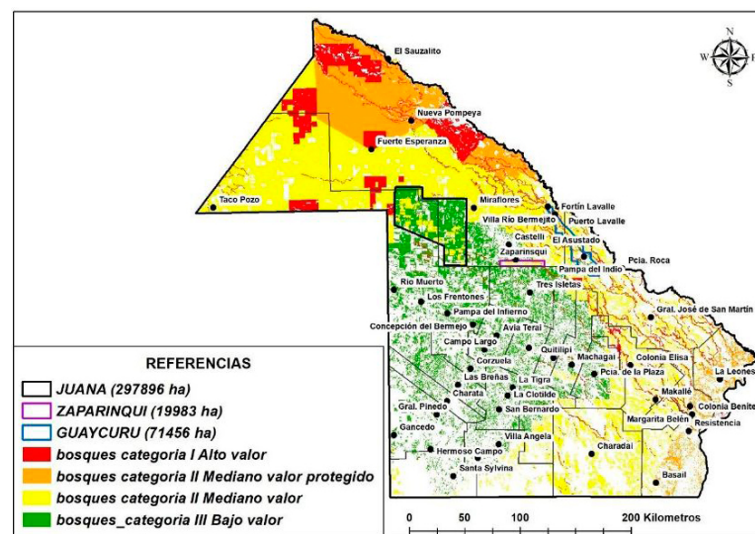 N
W
E
S
El Sauzalito
Nueva Pompeya
Fuerte Esperanza
Taco Pozo
Miraflores
Fortín Lavalle
Villa Río Bermejito
Puerto Lavalle
Castelli
El Asustado
Zaparinsqui
Pampa del Indio
Pcia. Roca
Río Muerto
Tres Isletas
Los Frentones
Pampa del Infierno
Gral. José de San Martín
Concepción del Bermejo
Avia Terai
Campo Largo
Quitilipi
Machagai
Colonia Elisa
Corzuela
Pcia. de la Plaza
La Leones
Las Breñas
La Tigra
Charata
La Clotilde
Makallé
Colonia Benite
Gral. Pinedo
San Bernardo
Margarita Belén
Resistencia
Gancedo
Villa Angela
Hermoso Campo
Charadai
Santa Sylvina
Basail
REFERENCIAS
JUANA (297896 ha)
ZAPARINQUI (19983 ha)
GUAYCURU (71456 ha)
bosques categoria I Alto valor
bosques categoria II Mediano valor protegido
bosques categoria II Mediano valor
bosques_categoria III Bajo valor
0 50 100 200 Kilometros